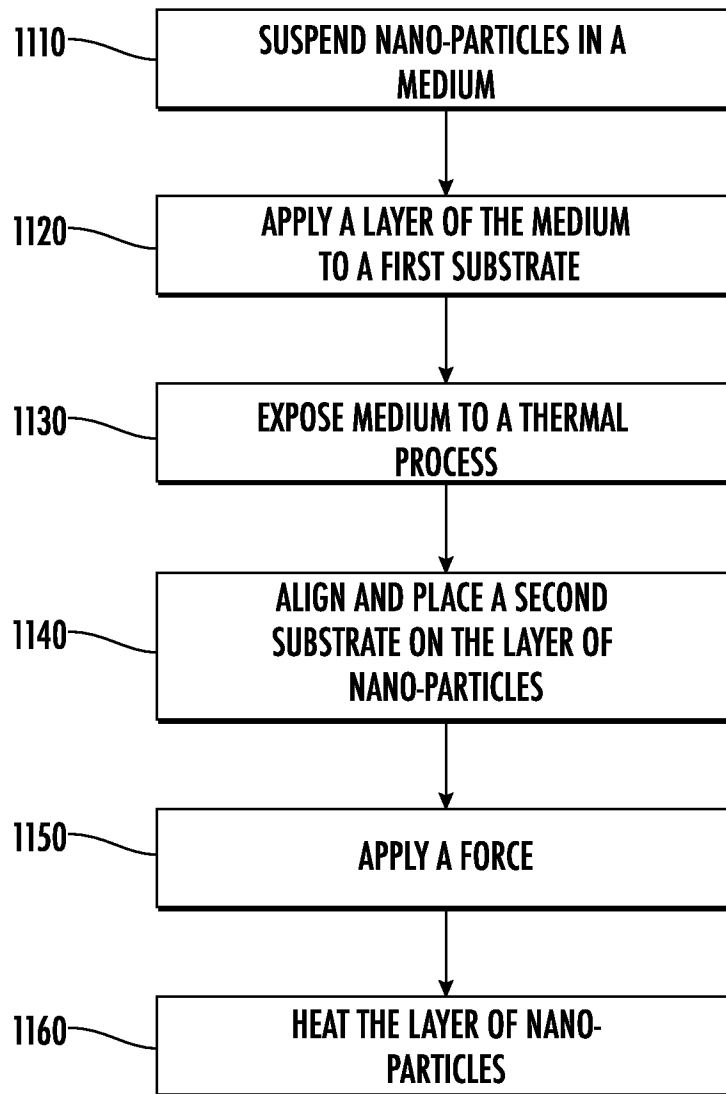 1110
SUSPEND NANO-PARTICLES IN A
MEDIUM
1120
APPLY A LAYER OF THE MEDIUM
TO A FIRST SUBSTRATE
1130
EXPOSE MEDIUM TO A THERMAL
PROCESS
1140
ALIGN AND PLACE A SECOND
SUBSTRATE ON THE LAYER OF
NANO-PARTICLES
1150
APPLY A FORCE
1160
HEAT THE LAYER OF NANO-
PARTICLES